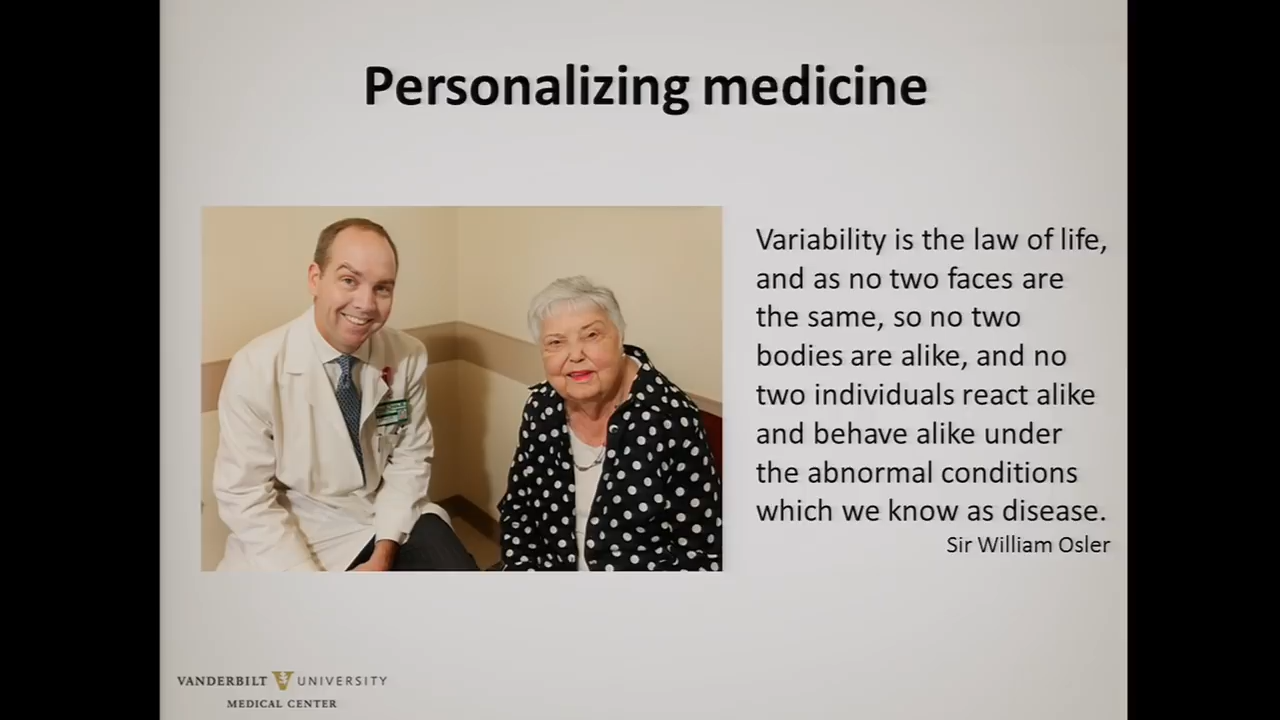 Personalizing medicine
Variability is the law of life,
and as no two faces are
the same, so no two
bodies are alike, and no
two individuals react alike
and behave alike under
the abnormal conditions
which we know as disease.
Sir William Osler
VANDERBILT UNIVERSITY
MEDICAL CENTER